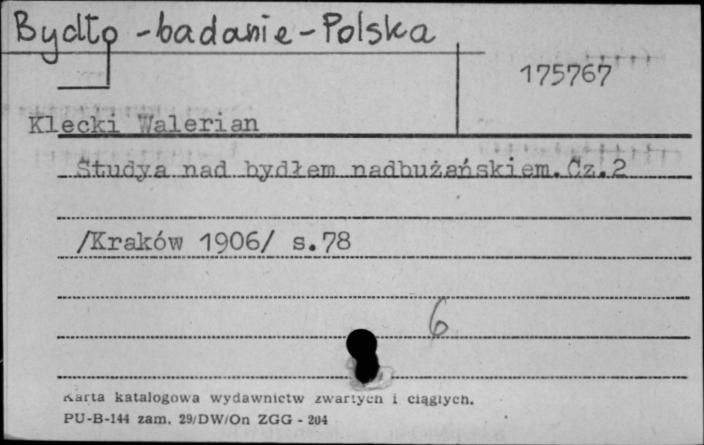 Bydło - badanie - Polska
175767
Klecki Walerian
Studya nad bydłem nadbużańskiem. Cz.2
/Kraków 1906/ s.78
6
Karta katalogowa wydawnictw zwartych i ciągłych.
PU-B-144 zam. 29/DW/On ZGG - 204